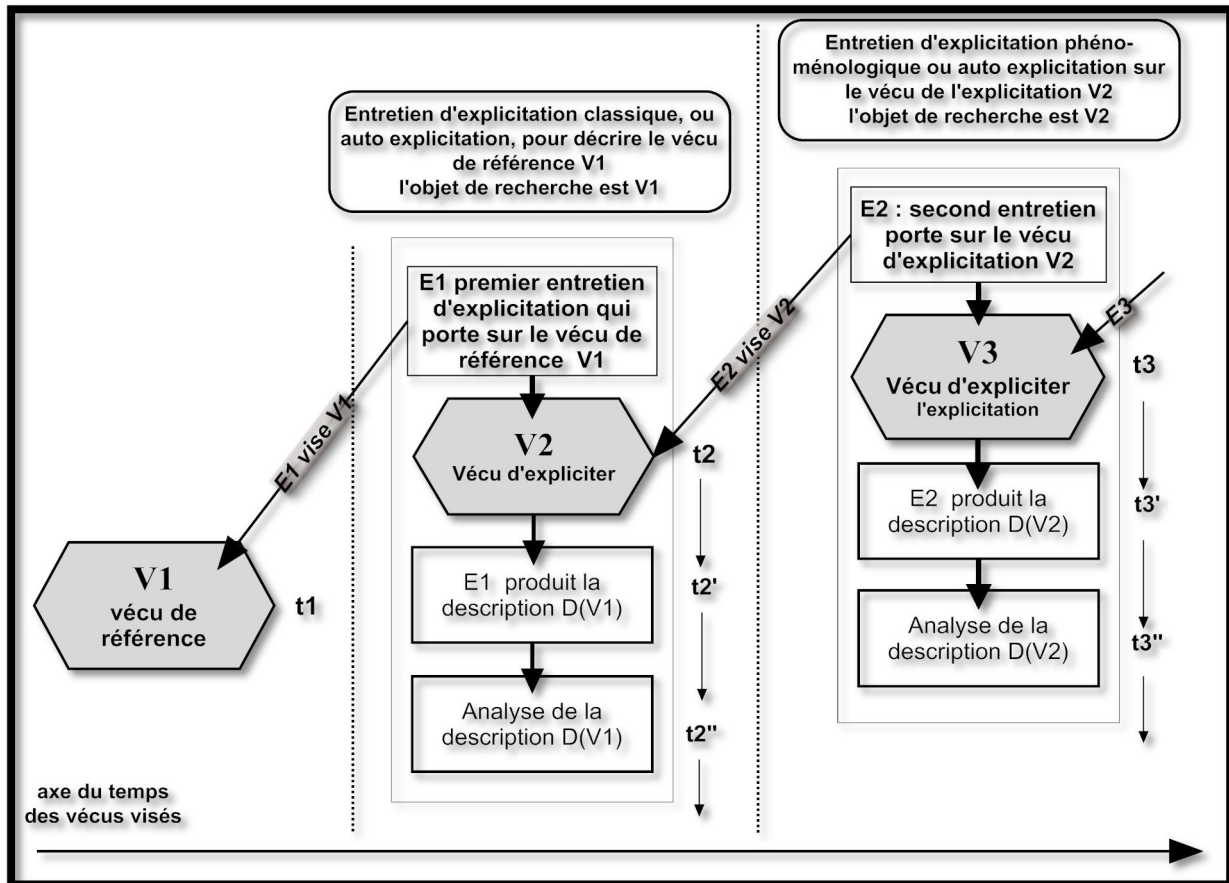 Entretien d'explicitation phéno-
ménologique ou auto explicitation sur
le vécu de l'explicitation V2
l'objet de recherche est V2
Entretien d'explicitation classique, ou
auto explicitation, pour décrire le vécu
de référence V1
l'objet de recherche est V1
E2 : second entretien
porte sur le vécu
d'explicitation V2
E1 premier entretien
d'explicitation qui
porte sur le vécu de
référence V1
E1 vise V1
E2 vise V2
E3
V3
Vécu d'expliciter
l'explicitation
t3
V2
Vécu d'expliciter
t2
E2 produit la
description D(V2)
t3'
V1
vécu de
référence
t1
E1 produit la
description D(V1)
t2'
Analyse de la
description D(V2)
t3"
Analyse de la
description D(V1)
t2"
axe du temps
des vécus visés